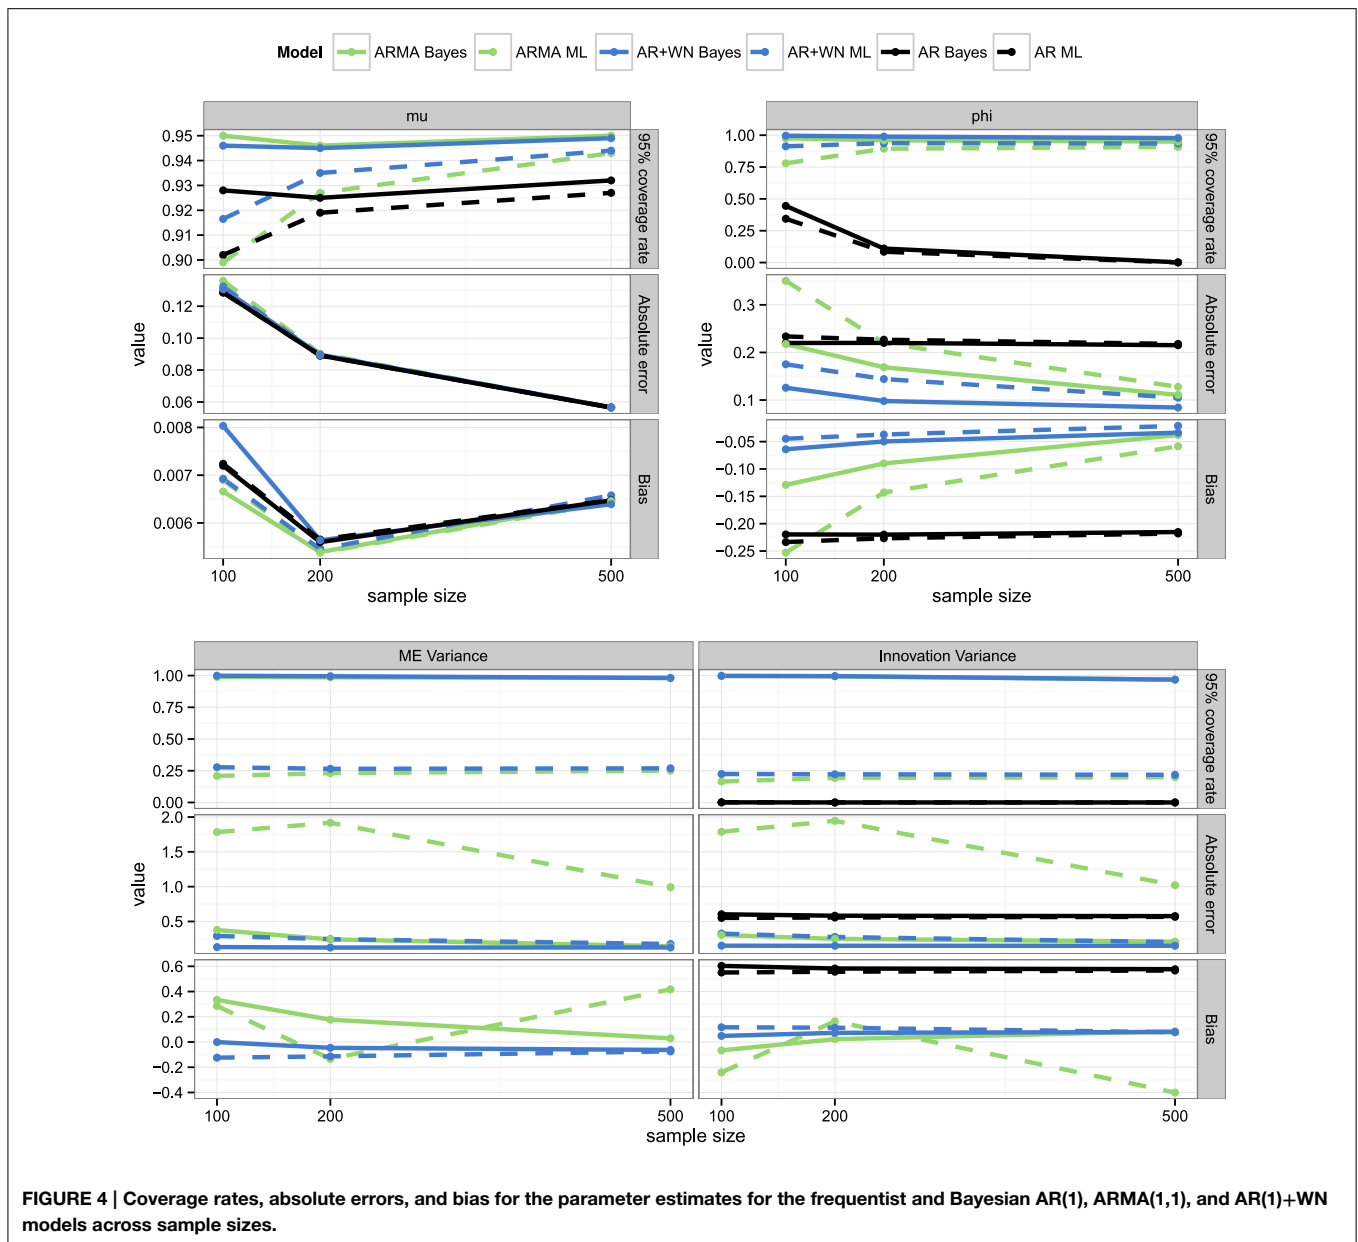 Model ARMA Bayes ARMA ML AR+WN Bayes AR+WN ML AR Bayes AR ML
mu
0.95
0.94
0.93
0.92
0.91
0.90
95% coverage rate
0.12
0.10
0.08
0.06
Absolute error
0.008
0.007
0.006
Bias
value
100 200 500
sample size
phi
1.00
0.75
0.50
0.25
0.00
95% coverage rate
0.3
0.2
0.1
Absolute error
−0.05
−0.10
−0.15
−0.20
−0.25
Bias
value
100 200 500
sample size
ME Variance Innovation Variance
1.00
0.75
0.50
0.25
0.00
95% coverage rate
2.0
1.5
1.0
0.5
Absolute error
0.6
0.4
0.2
0.0
−0.2
−0.4
Bias
value
100 200 500 100 200 500
sample size
FIGURE 4 | Coverage rates, absolute errors, and bias for the parameter estimates for the frequentist and Bayesian AR(1), ARMA(1,1), and AR(1)+WN
models across sample sizes.